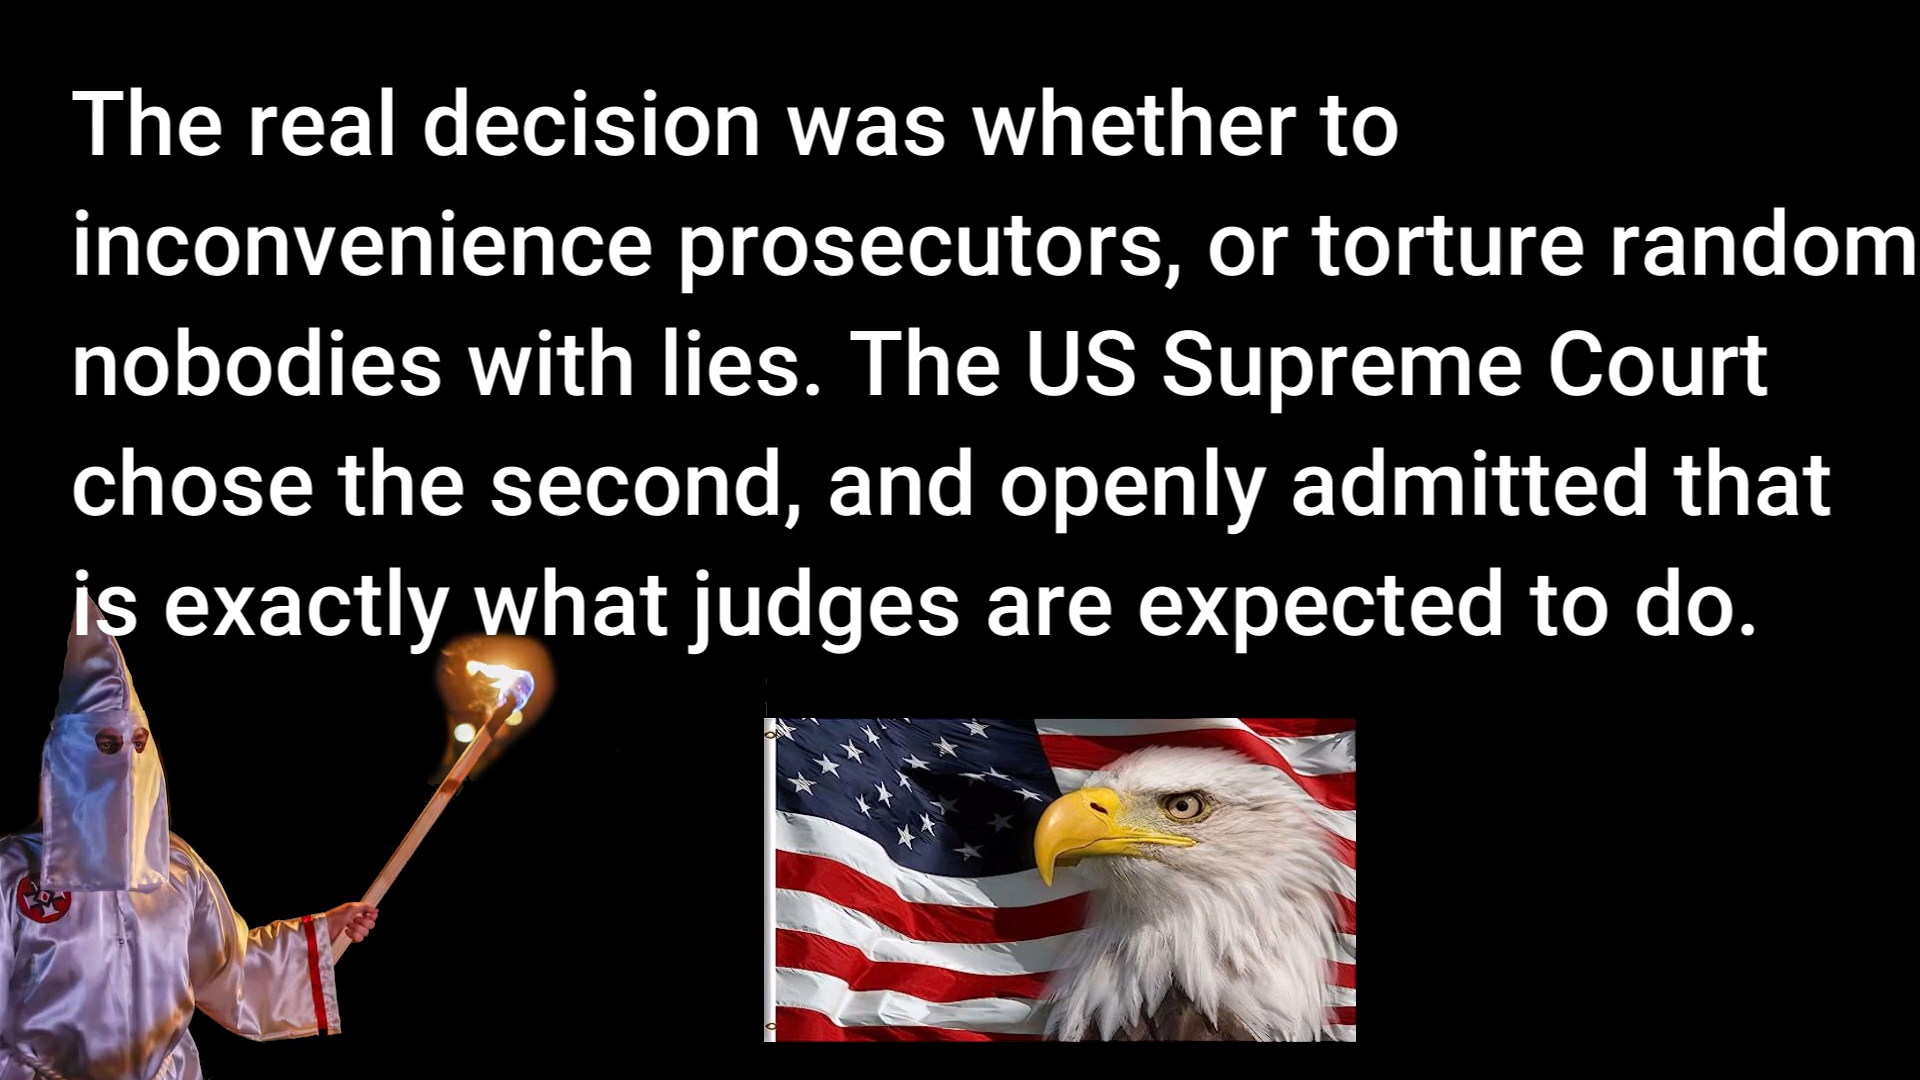 The real decision was whether to
inconvenience prosecutors, or torture random
nobodies with lies. The US Supreme Court
chose the second, and openly admitted that
is exactly what judges are expected to do.